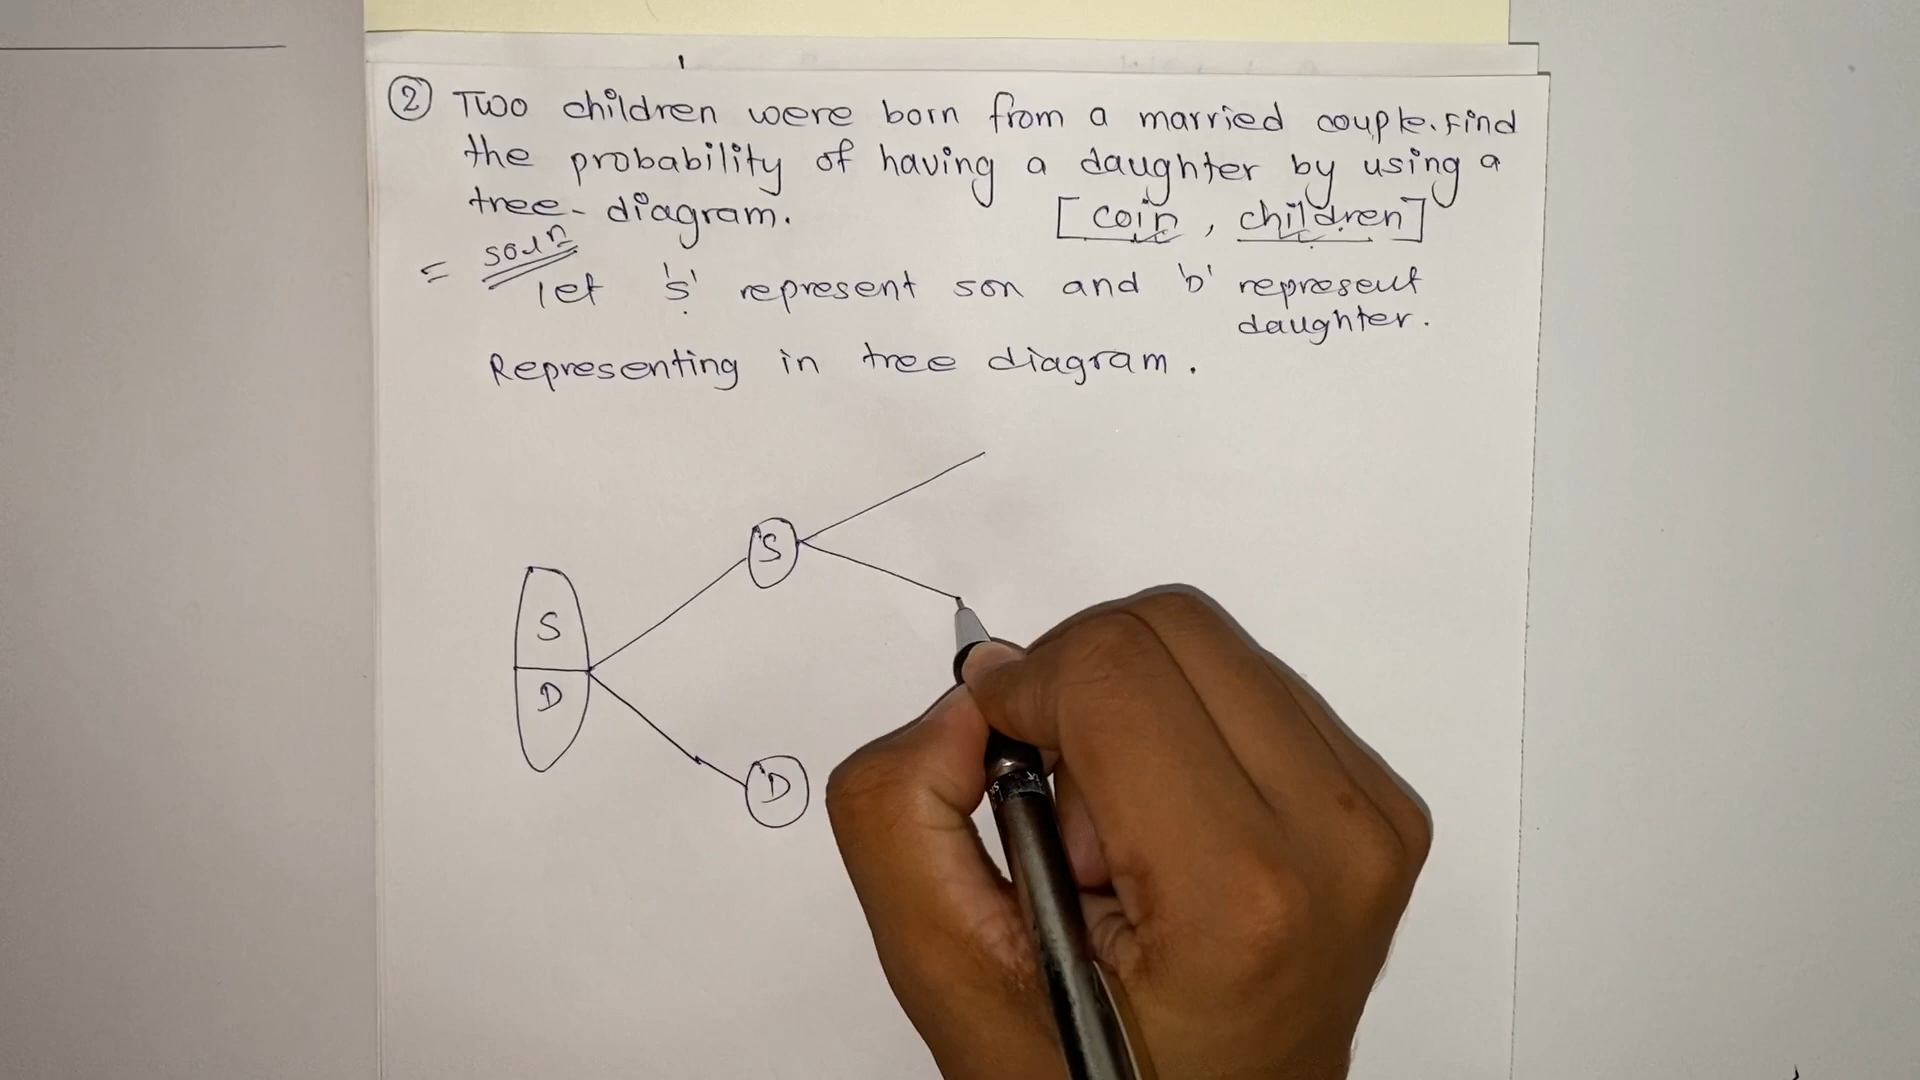 ② Two children were born from a married couple. Find
the probability of having a daughter by using a
tree- diagram. [coin, children]
= soln
let 's' represent son and 'D' represent
daughter.
Representing in tree diagram.
S
S
D
D